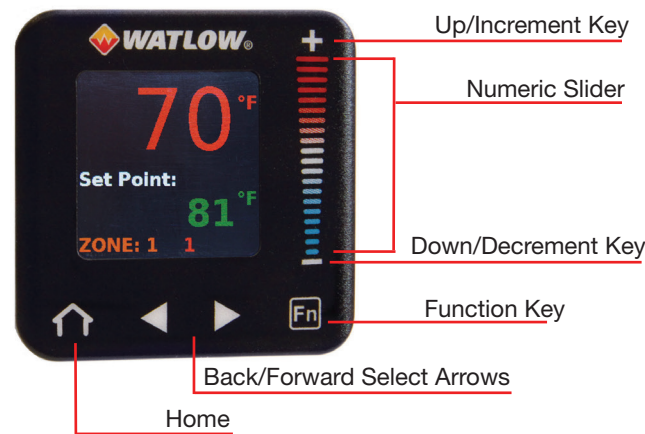 WATLOW®
+
Up/Increment Key
Numeric Slider
70 °F
Set Point:
81 °F
ZONE: 1 1
Down/Decrement Key
Fn
Function Key
Back/Forward Select Arrows
Home